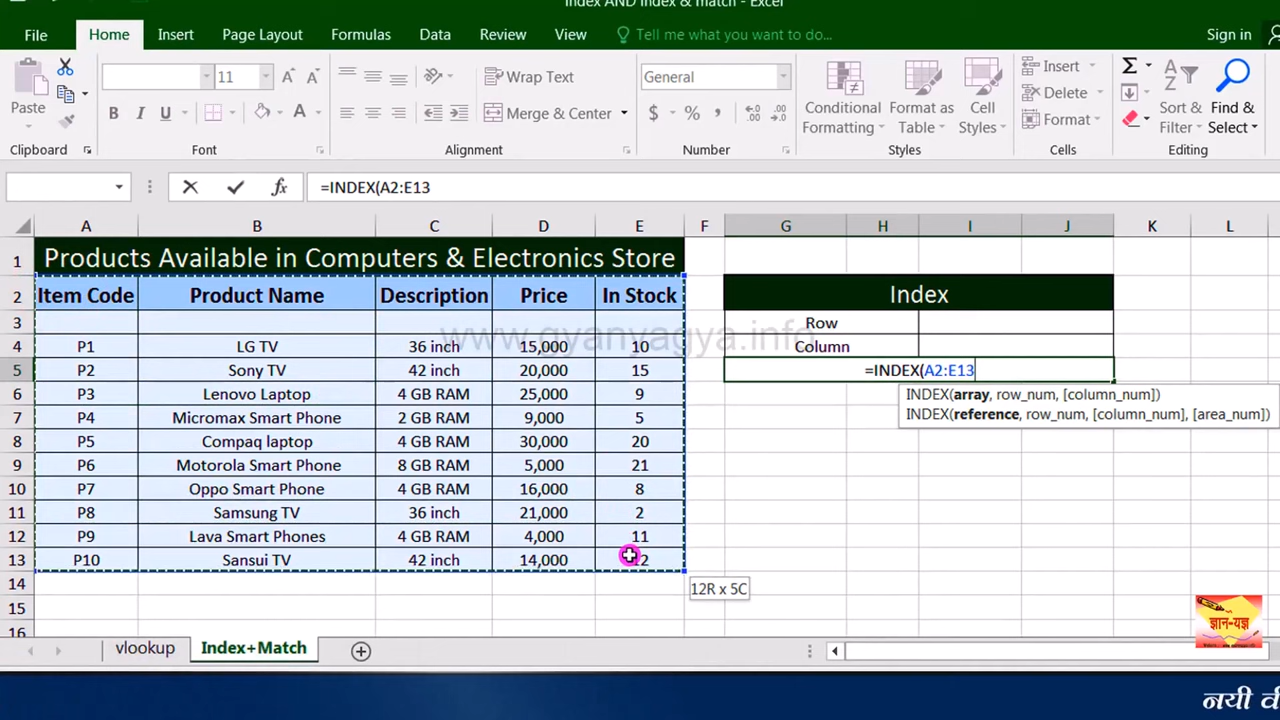 Index AND Index & match - Excel
File Home Insert Page Layout Formulas Data Review View Tell me what you want to do... Sign in
Paste 11 Wrap Text General Conditional Formatting Format as Table Cell Styles Insert Delete Format Sort & Filter Find & Select
B I U A Merge & Center $ % ,
Clipboard Font Alignment Number Styles Cells Editing
=INDEX(A2:E13
A B C D E F G H I J K L
1 Products Available in Computers & Electronics Store
2 Item Code Product Name Description Price In Stock Index
3 Row
www.gyanyagya.info
4 P1 LG TV 36 inch 15,000 10 Column
5 P2 Sony TV 42 inch 20,000 15 =INDEX(A2:E13
6 P3 Lenovo Laptop 4 GB RAM 25,000 9 INDEX(array, row_num, [column_num])
7 P4 Micromax Smart Phone 2 GB RAM 9,000 5 INDEX(reference, row_num, [column_num], [area_num])
8 P5 Compaq laptop 4 GB RAM 30,000 20
9 P6 Motorola Smart Phone 8 GB RAM 5,000 21
10 P7 Oppo Smart Phone 4 GB RAM 16,000 8
11 P8 Samsung TV 36 inch 21,000 2
12 P9 Lava Smart Phones 4 GB RAM 4,000 11
13 P10 Sansui TV 42 inch 14,000 12
14 12R x 5C
15
16
ज्ञान-यज्ञ
vlookup Index+Match
नयी